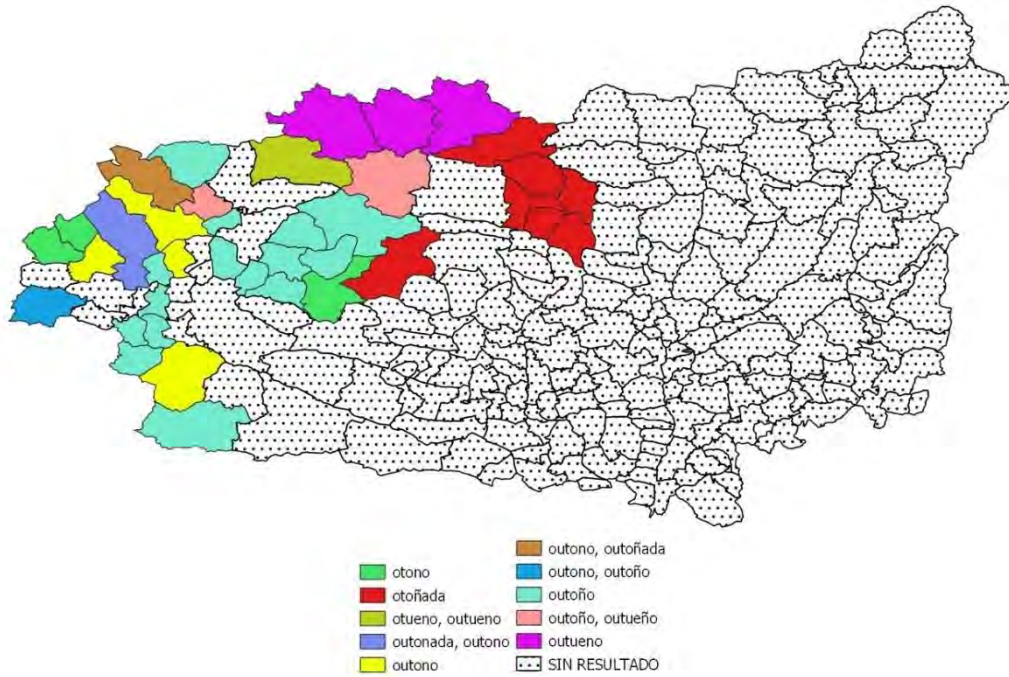 otono
otoñada
otueno, outueno
outonada, outono
outono
outono, outoñada
outono, outoño
outoño
outoño, outueño
outueno
SIN RESULTADO